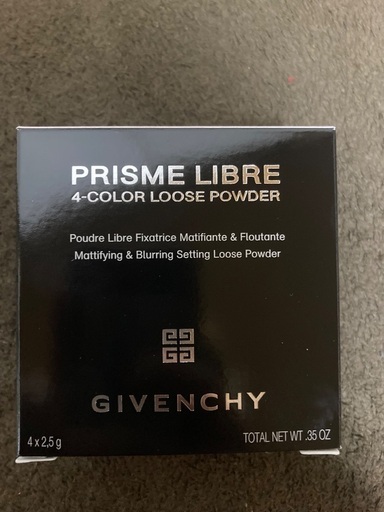 PRISME LIBRE
4-COLOR LOOSE POWDER
Poudre Libre Fixatrice Matifiante & Floutante
Mattifying & Blurring Setting Loose Powder
GIVENCHY
4 x 2,5 g
TOTAL NET WT .35 OZ